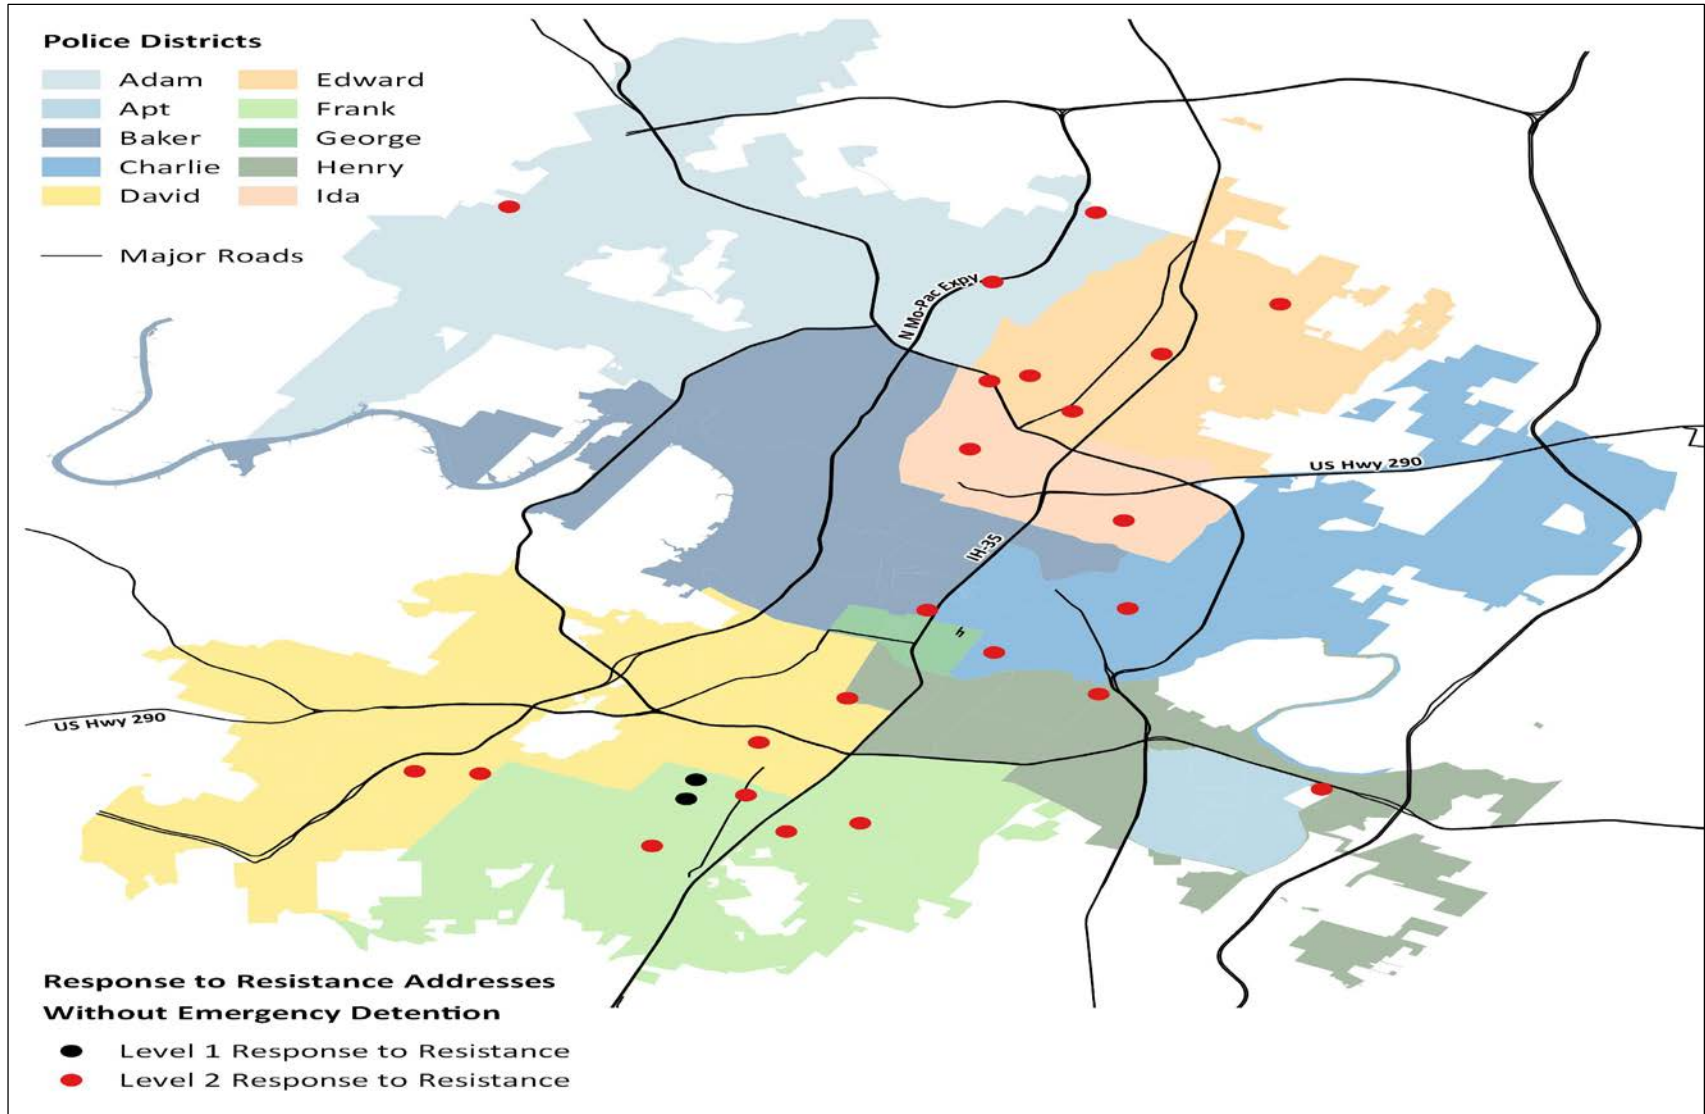 Police Districts
Adam
Edward
Apt
Frank
Baker
George
Charlie
Henry
David
Ida
Major Roads
N Mo-Pac Expy
US Hwy 290
IH-35
US Hwy 290
Response to Resistance Addresses
Without Emergency Detention
Level 1 Response to Resistance
Level 2 Response to Resistance